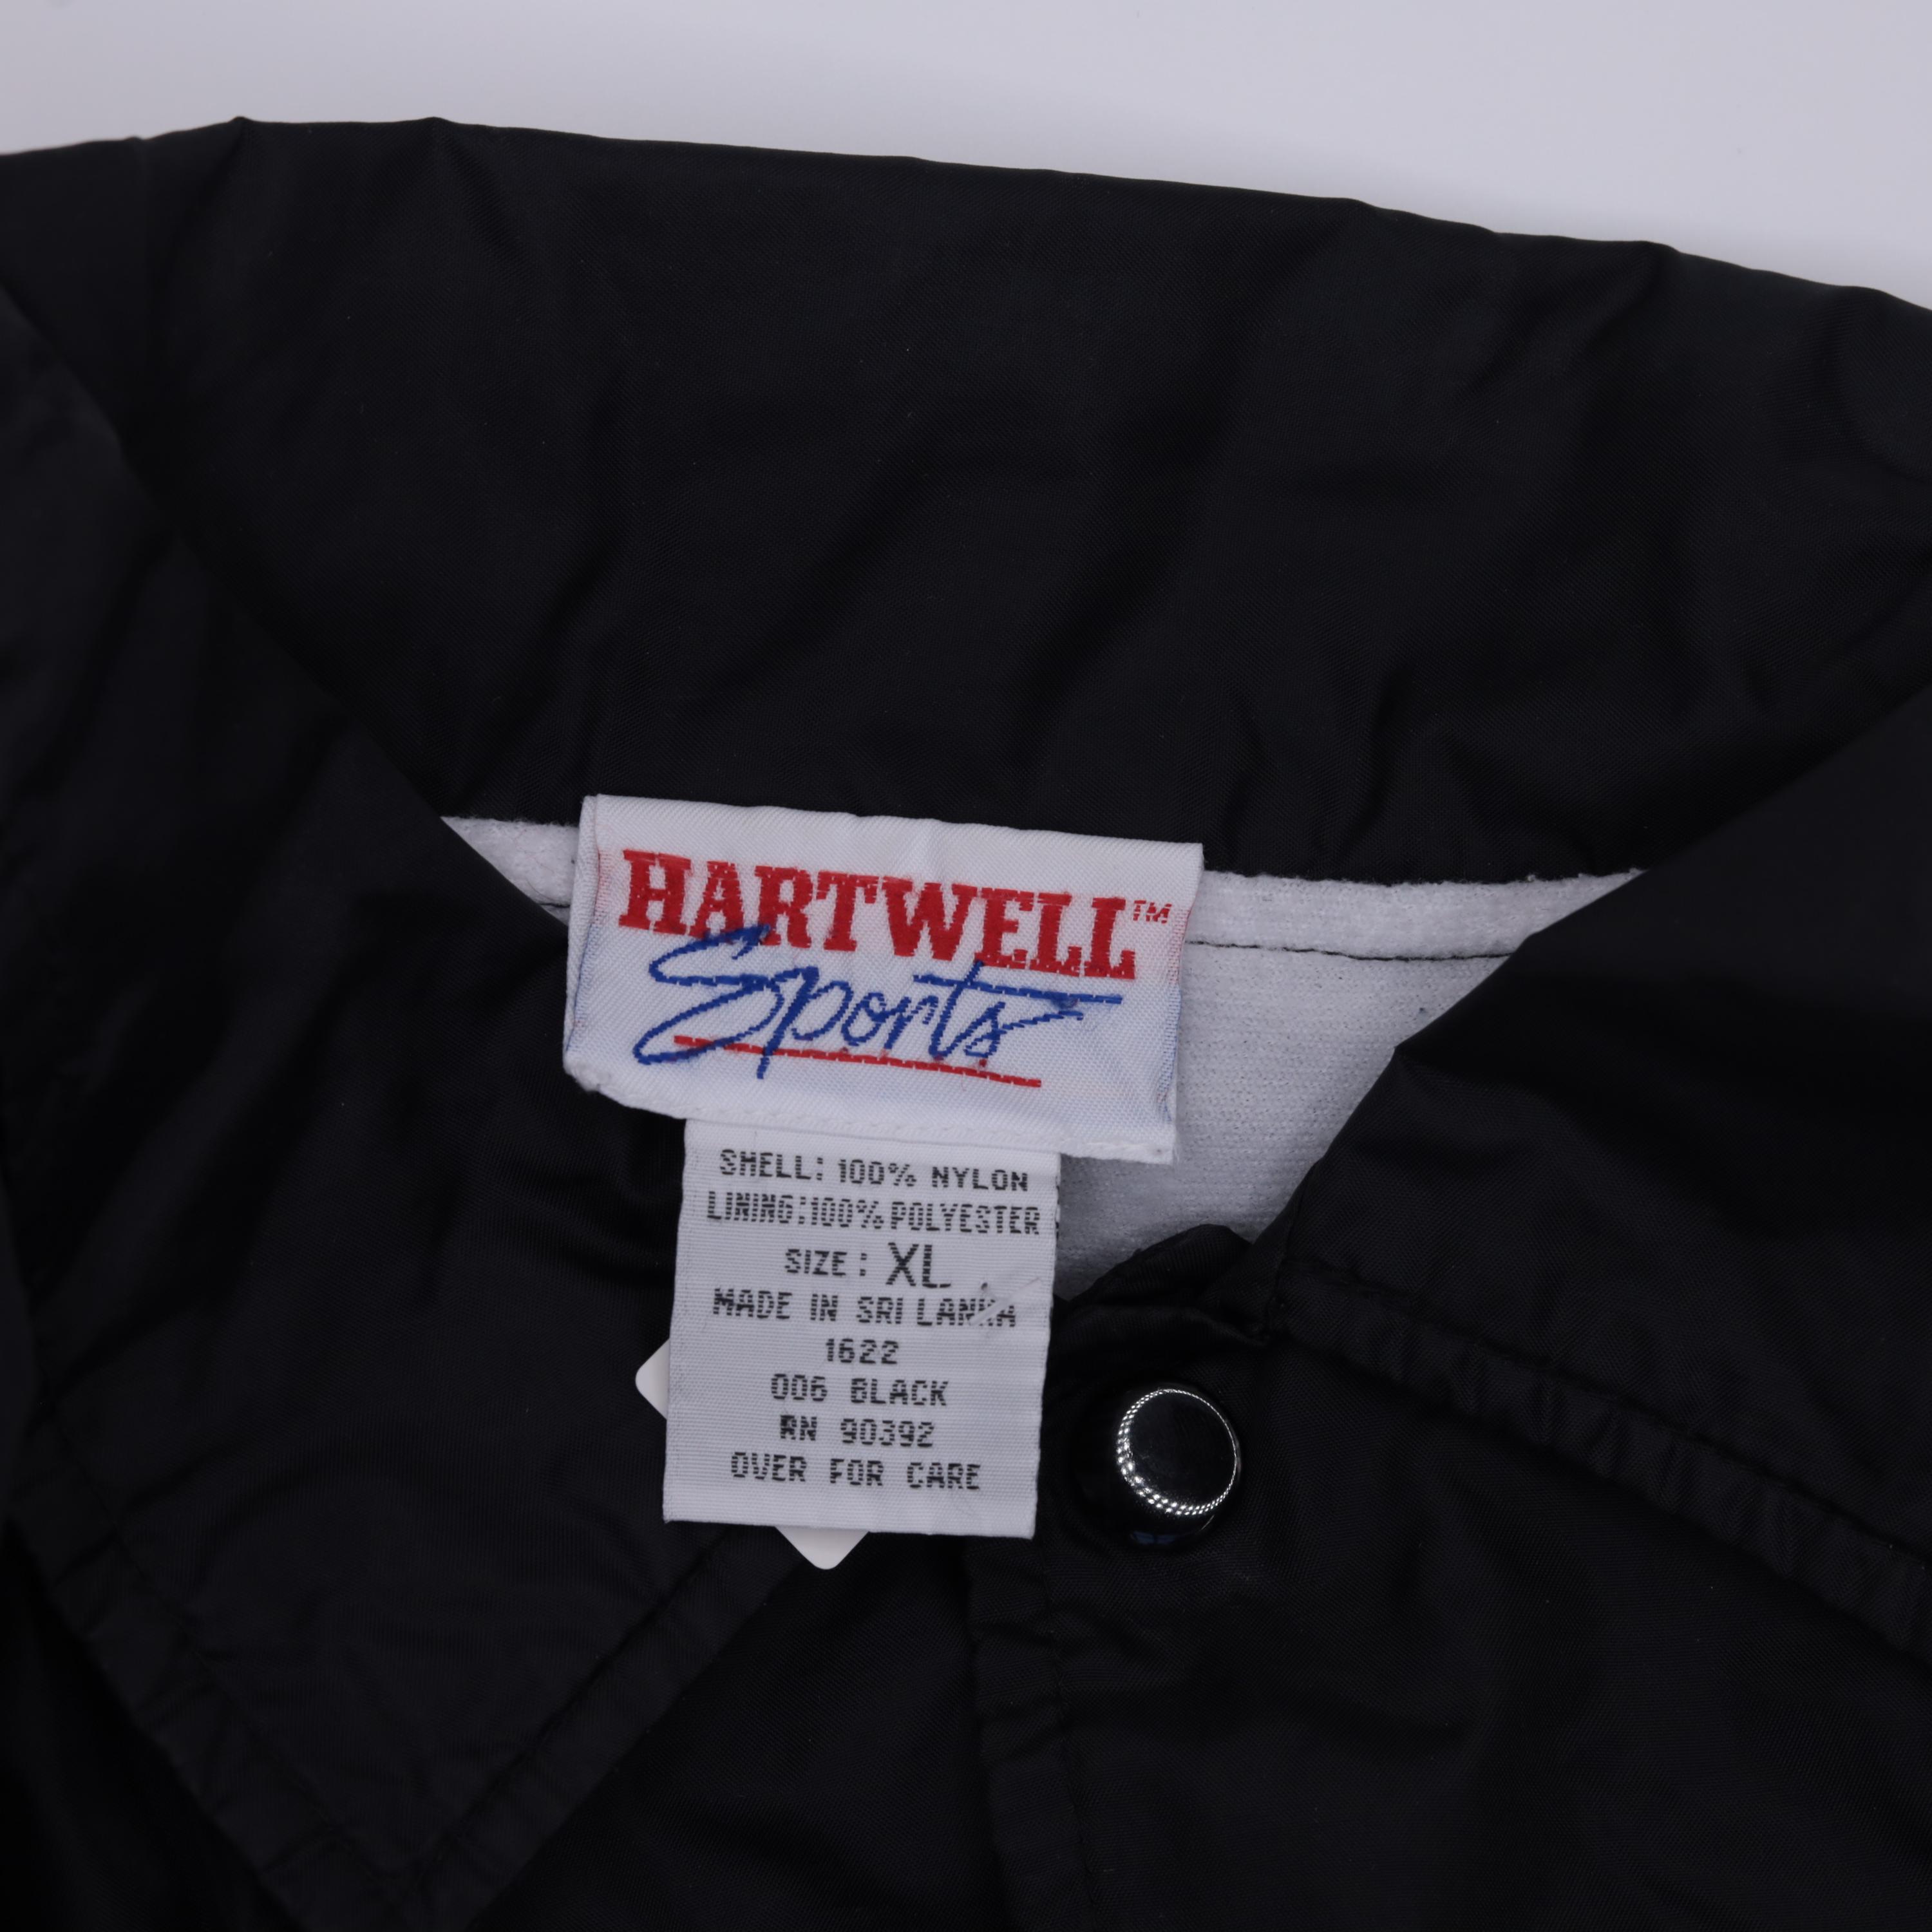 HARTWELL™
Sports
SHELL: 100% NYLON
LINING:100% POLYESTER
SIZE: XL
MADE IN SRI LANKA
1622
006 BLACK
RN 90392
OVER FOR CARE